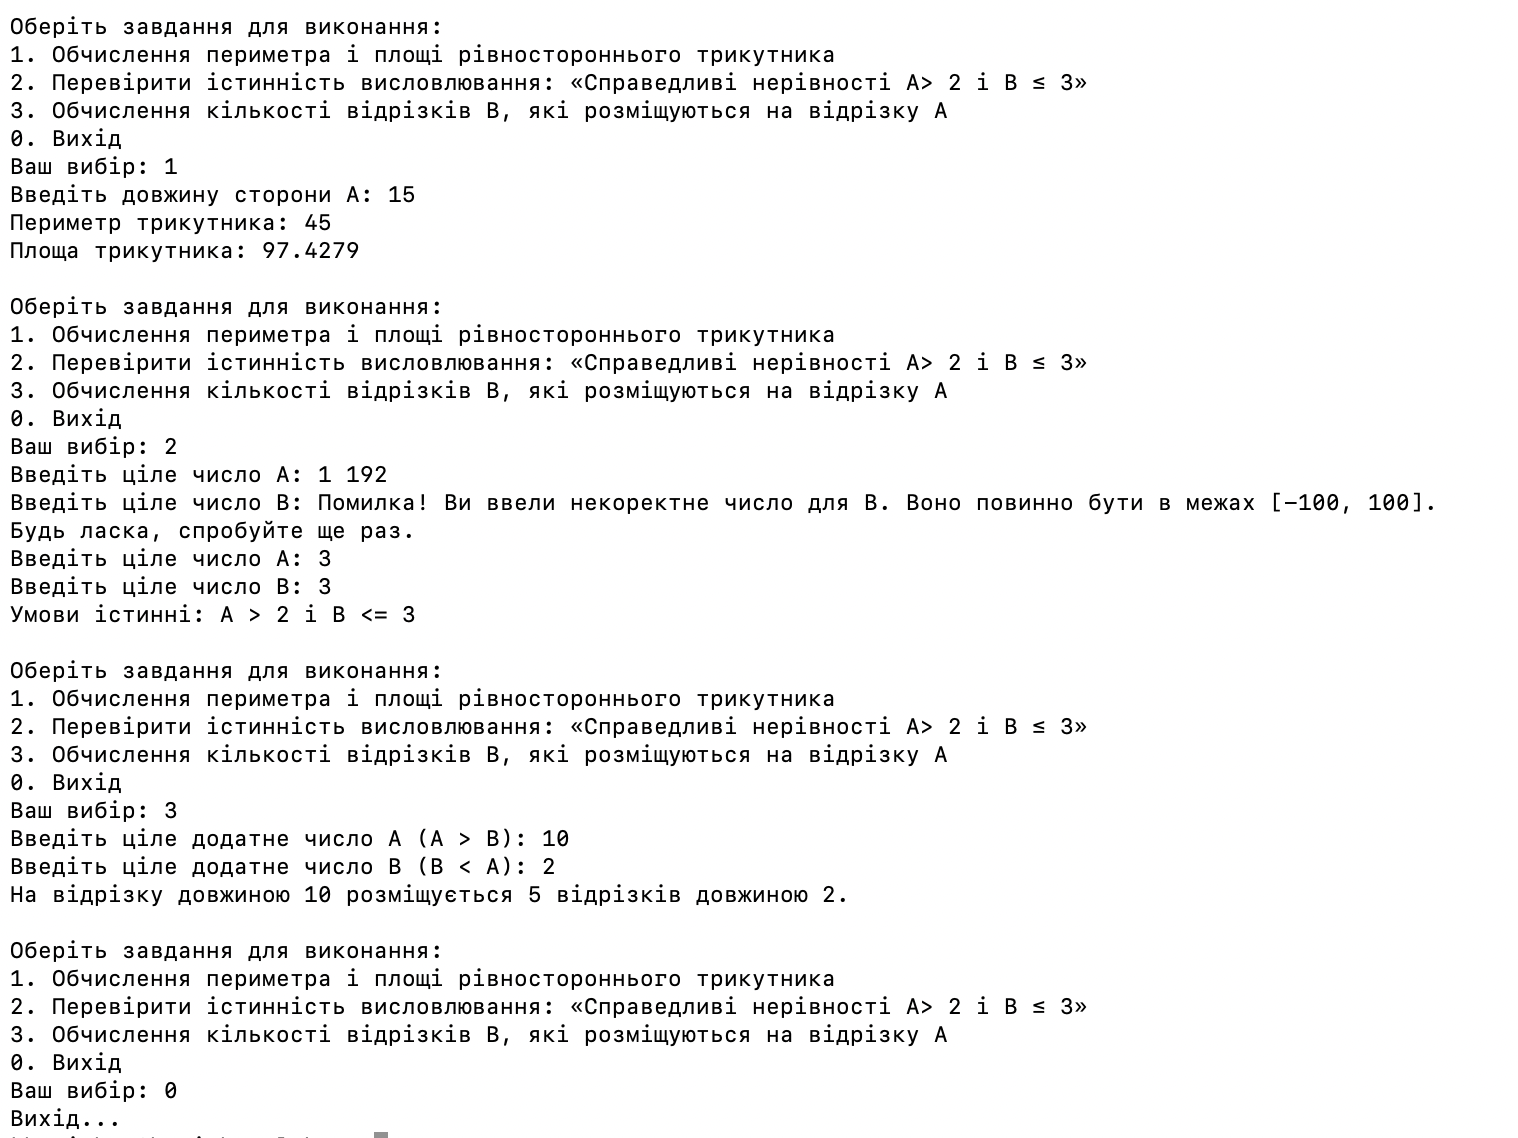 Оберіть завдання для виконання:
1. Обчислення периметра і площі рівностороннього трикутника
2. Перевірити істинність висловлювання: «Справедливі нерівності A> 2 і B ≤ 3»
3. Обчислення кількості відрізків B, які розміщуються на відрізку A
0. Вихід
Ваш вибір: 1
Введіть довжину сторони A: 15
Периметр трикутника: 45
Площа трикутника: 97.4279
Оберіть завдання для виконання:
1. Обчислення периметра і площі рівностороннього трикутника
2. Перевірити істинність висловлювання: «Справедливі нерівності A> 2 і B ≤ 3»
3. Обчислення кількості відрізків B, які розміщуються на відрізку A
0. Вихід
Ваш вибір: 2
Введіть ціле число A: 1 192
Введіть ціле число B: Помилка! Ви ввели некоректне число для B. Воно повинно бути в межах [-100, 100].
Будь ласка, спробуйте ще раз.
Введіть ціле число A: 3
Введіть ціле число B: 3
Умови істинні: A > 2 і B <= 3
Оберіть завдання для виконання:
1. Обчислення периметра і площі рівностороннього трикутника
2. Перевірити істинність висловлювання: «Справедливі нерівності A> 2 і B ≤ 3»
3. Обчислення кількості відрізків B, які розміщуються на відрізку A
0. Вихід
Ваш вибір: 3
Введіть ціле додатне число A (A > B): 10
Введіть ціле додатне число B (B < A): 2
На відрізку довжиною 10 розміщується 5 відрізків довжиною 2.
Оберіть завдання для виконання:
1. Обчислення периметра і площі рівностороннього трикутника
2. Перевірити істинність висловлювання: «Справедливі нерівності A> 2 і B ≤ 3»
3. Обчислення кількості відрізків B, які розміщуються на відрізку A
0. Вихід
Ваш вибір: 0
Вихід...